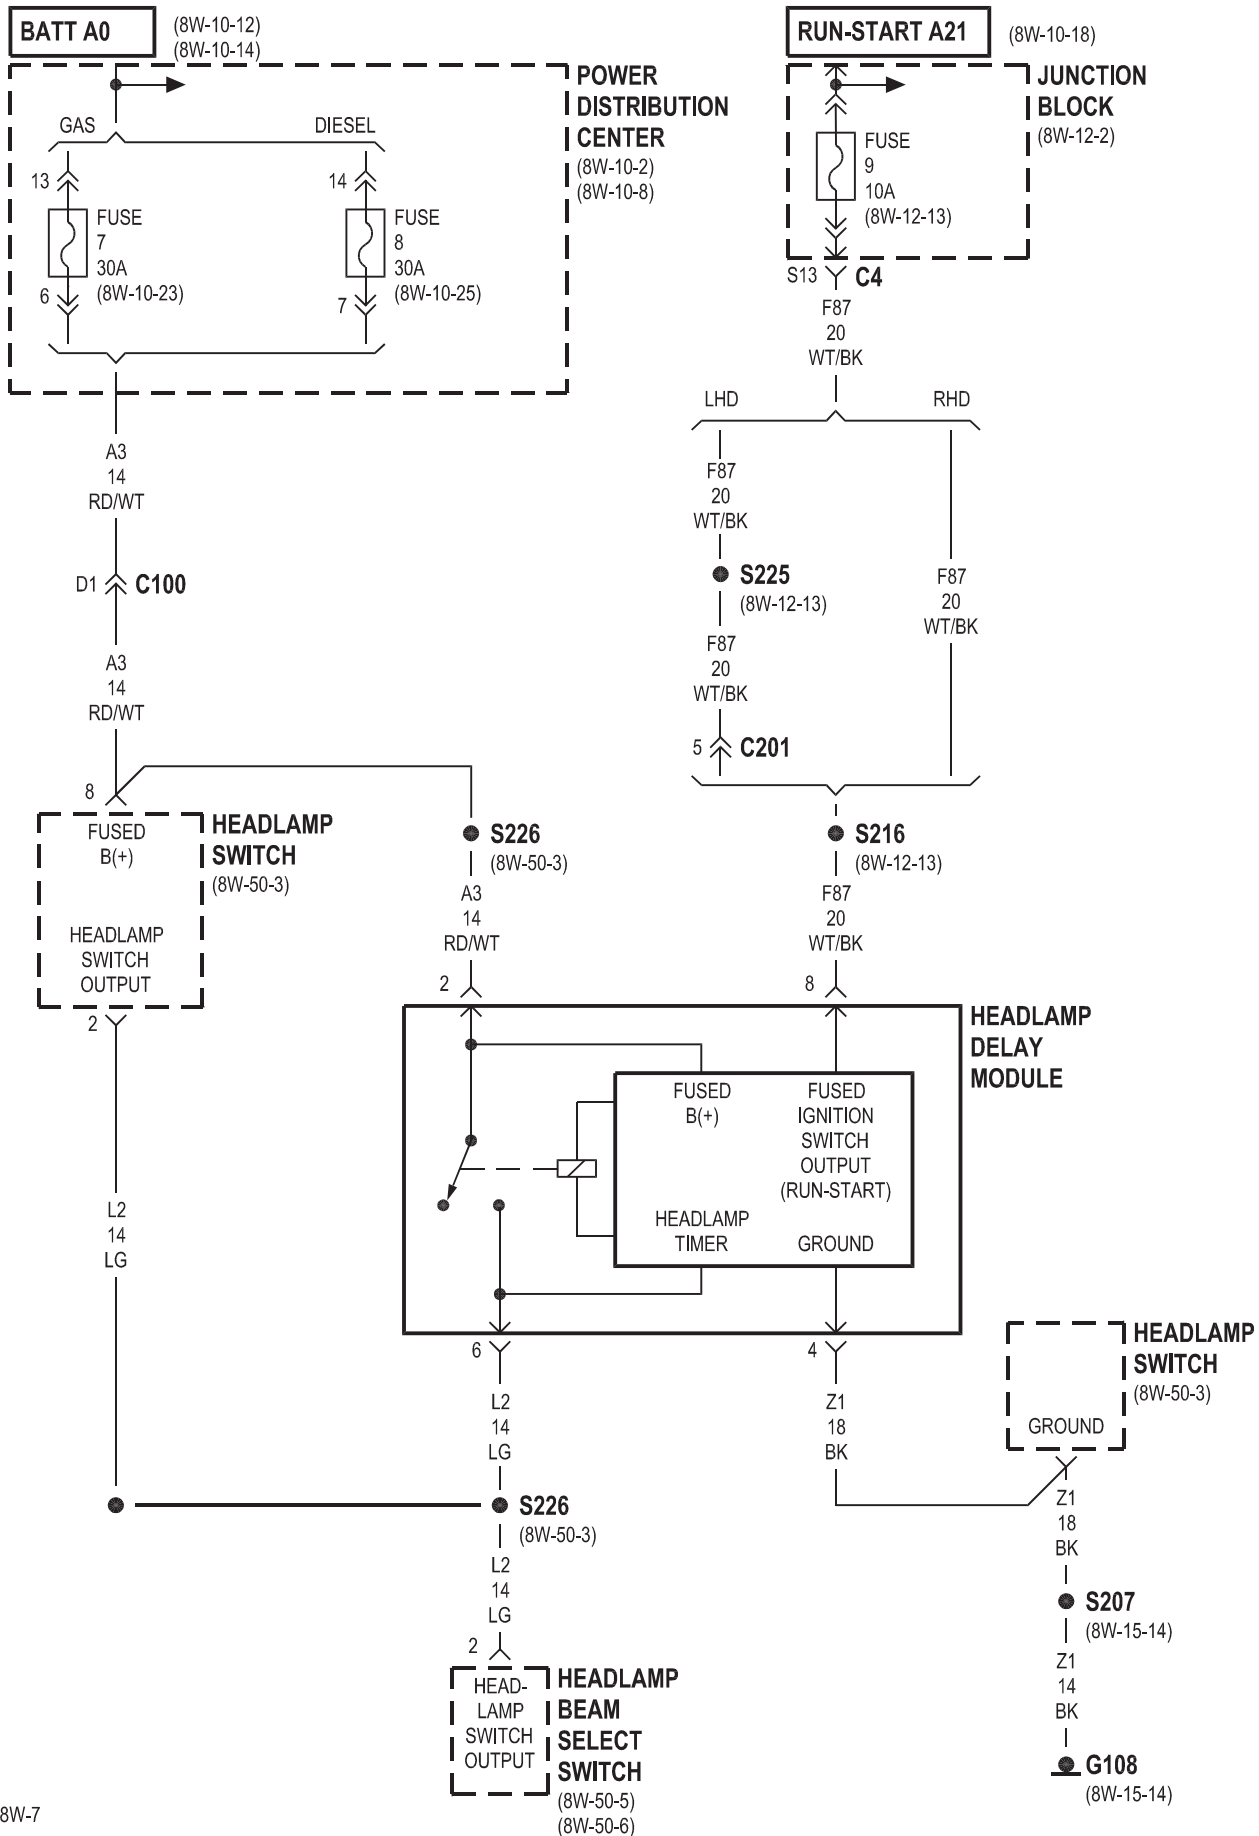 BATT A0
(8W-10-12)
(8W-10-14)
RUN-START A21
(8W-10-18)
POWER
DISTRIBUTION
CENTER
(8W-10-2)
(8W-10-8)
JUNCTION
BLOCK
(8W-12-2)
GAS
DIESEL
13
FUSE
7
30A
(8W-10-23)
6
14
FUSE
8
30A
(8W-10-25)
7
FUSE
9
10A
(8W-12-13)
S13
C4
F87
20
WT/BK
LHD
RHD
A3
14
RD/WT
D1
C100
A3
14
RD/WT
F87
20
WT/BK
S225
(8W-12-13)
F87
20
WT/BK
5
C201
F87
20
WT/BK
8
FUSED
B(+)
HEADLAMP
SWITCH
OUTPUT
2
HEADLAMP
SWITCH
(8W-50-3)
S226
(8W-50-3)
A3
14
RD/WT
2
S216
(8W-12-13)
F87
20
WT/BK
8
HEADLAMP
DELAY
MODULE
FUSED
B(+)
FUSED
IGNITION
SWITCH
OUTPUT
(RUN-START)
HEADLAMP
TIMER
GROUND
L2
14
LG
6
L2
14
LG
4
Z1
18
BK
HEADLAMP
SWITCH
(8W-50-3)
GROUND
Z1
18
BK
S207
(8W-15-14)
Z1
14
BK
G108
(8W-15-14)
S226
(8W-50-3)
L2
14
LG
2
HEAD-
LAMP
SWITCH
OUTPUT
HEADLAMP
BEAM
SELECT
SWITCH
(8W-50-5)
(8W-50-6)
8W-7